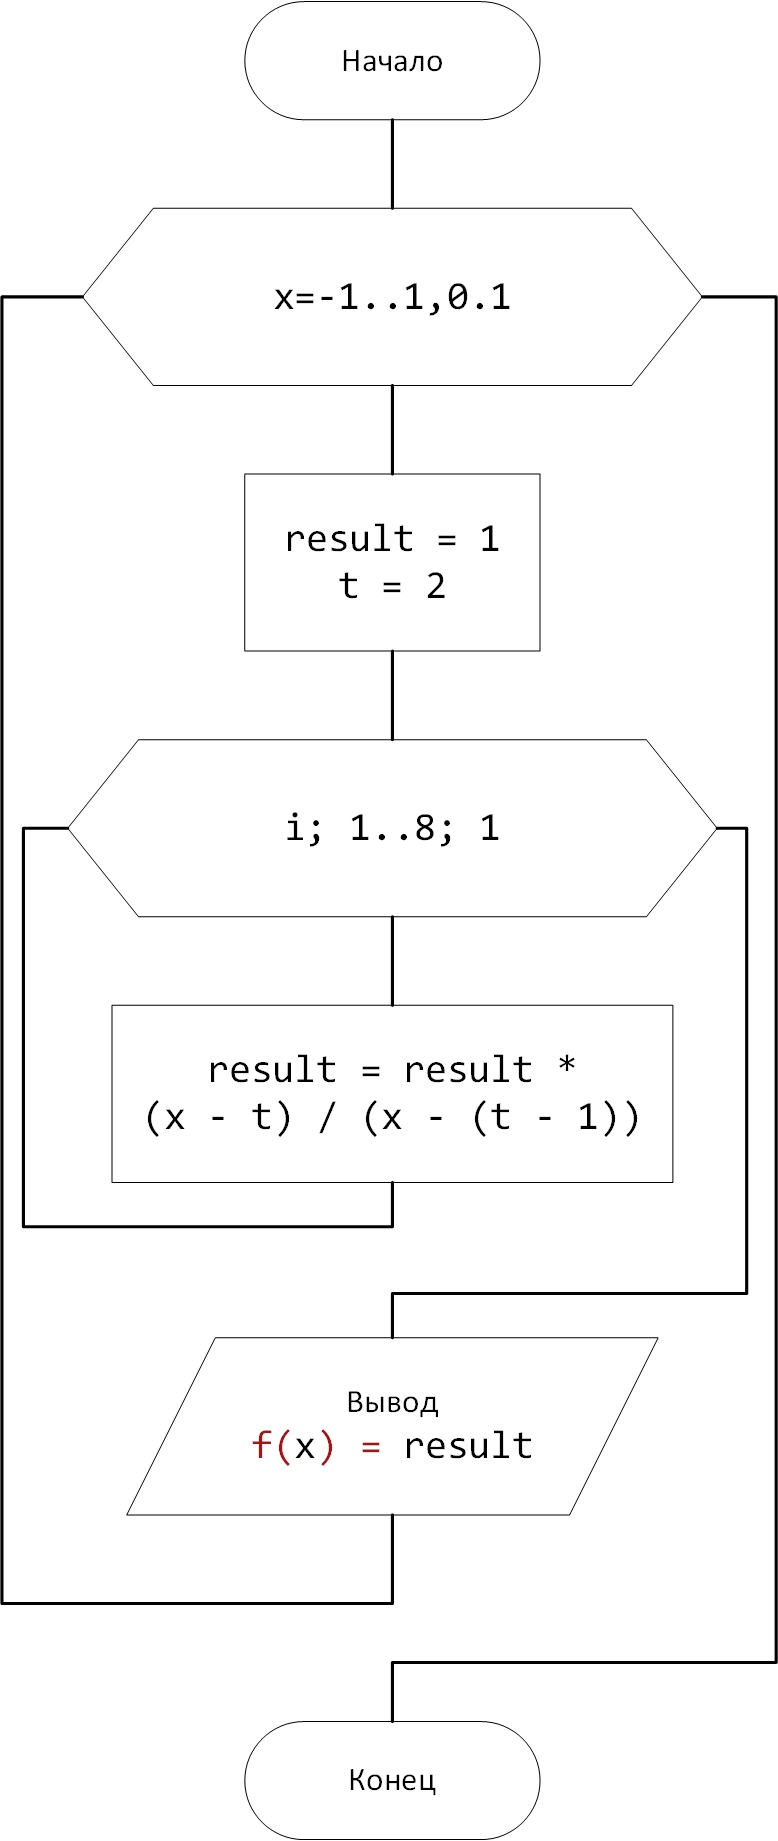 Начало
x=-1..1,0.1
result = 1
t = 2
i; 1..8; 1
result = result *
(x - t) / (x - (t - 1))
Вывод
f(x) = result
Конец